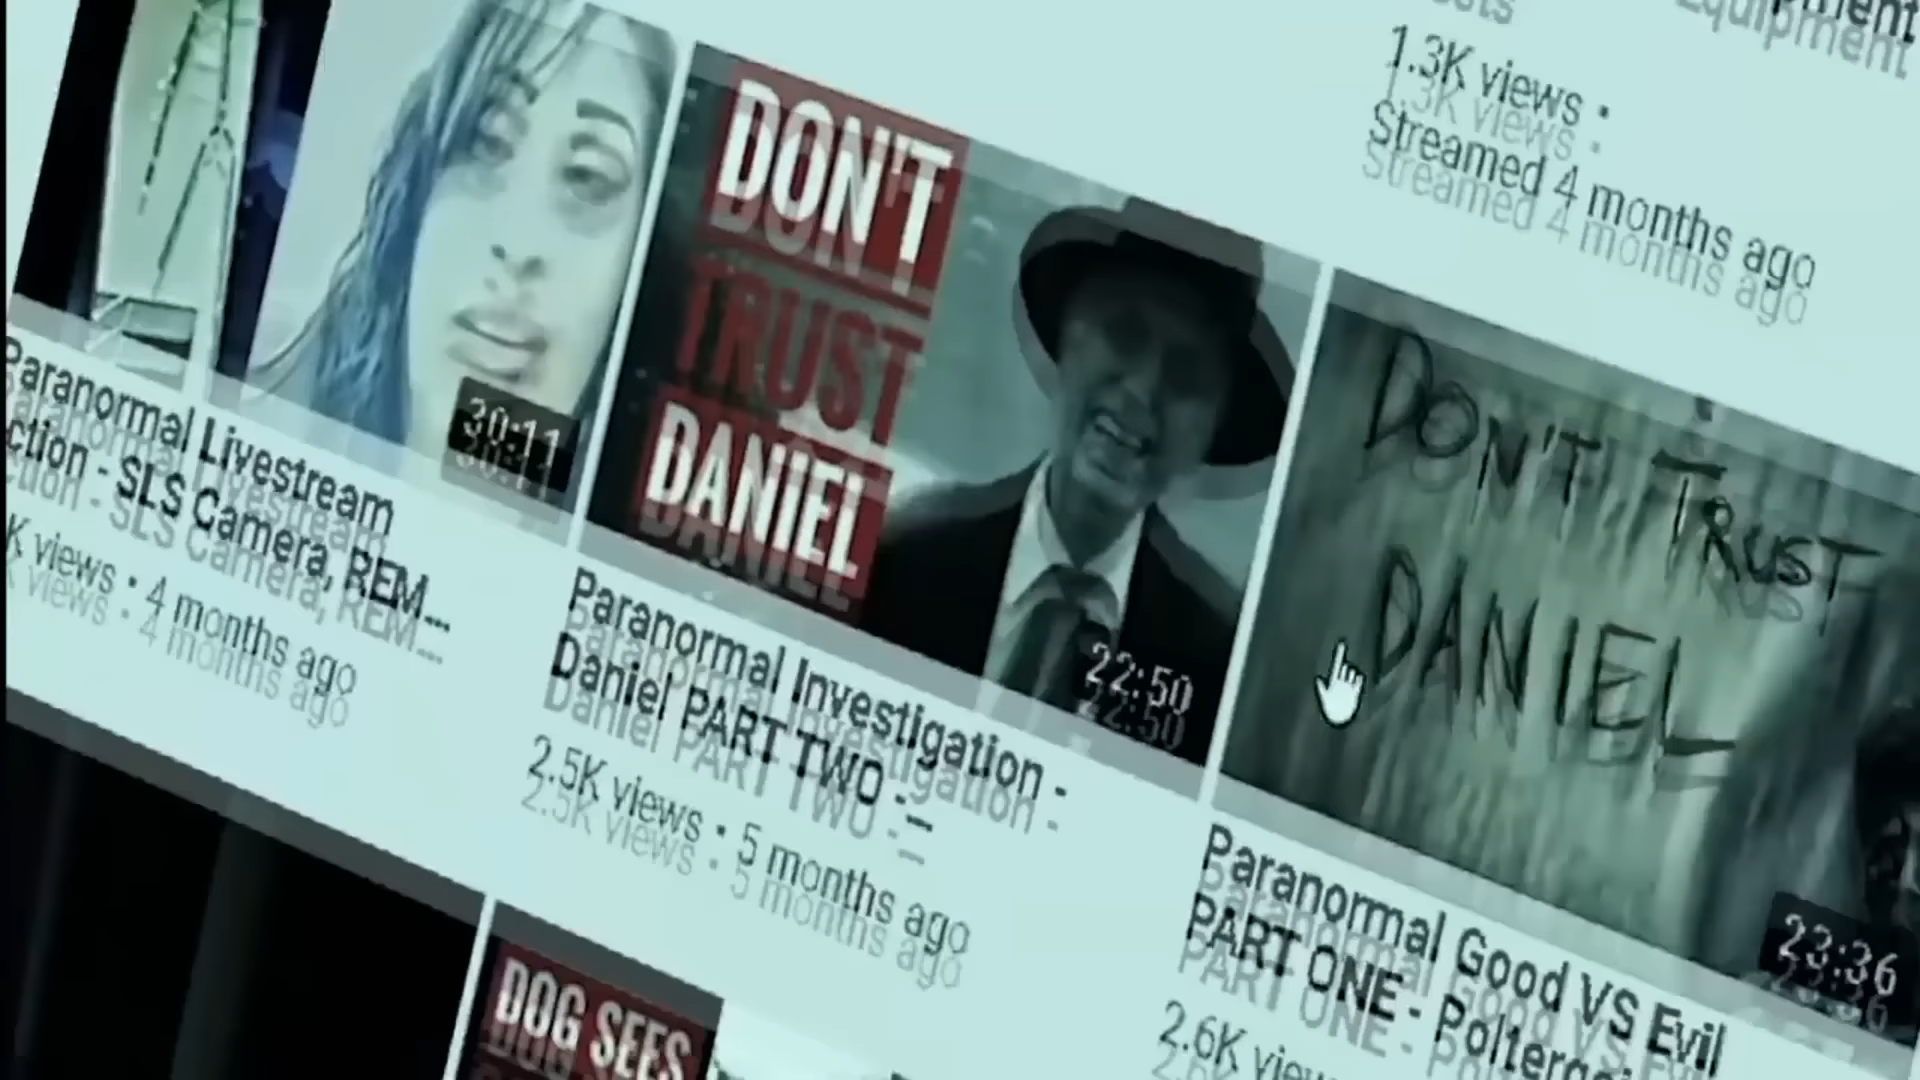 Equipment
1.3K views •
Streamed 4 months ago
30:11
Paranormal Livestream
ction - SLS Camera, REM...
K views • 4 months ago
DON'T
TRUST
DANIEL
22:50
Paranormal Investigation -
Daniel PART TWO -
2.5K views • 5 months ago
DON'T TRUST
DANIEL
23:36
Paranormal Good VS Evil
PART ONE - Polterg
2.6K view
DOG SEES